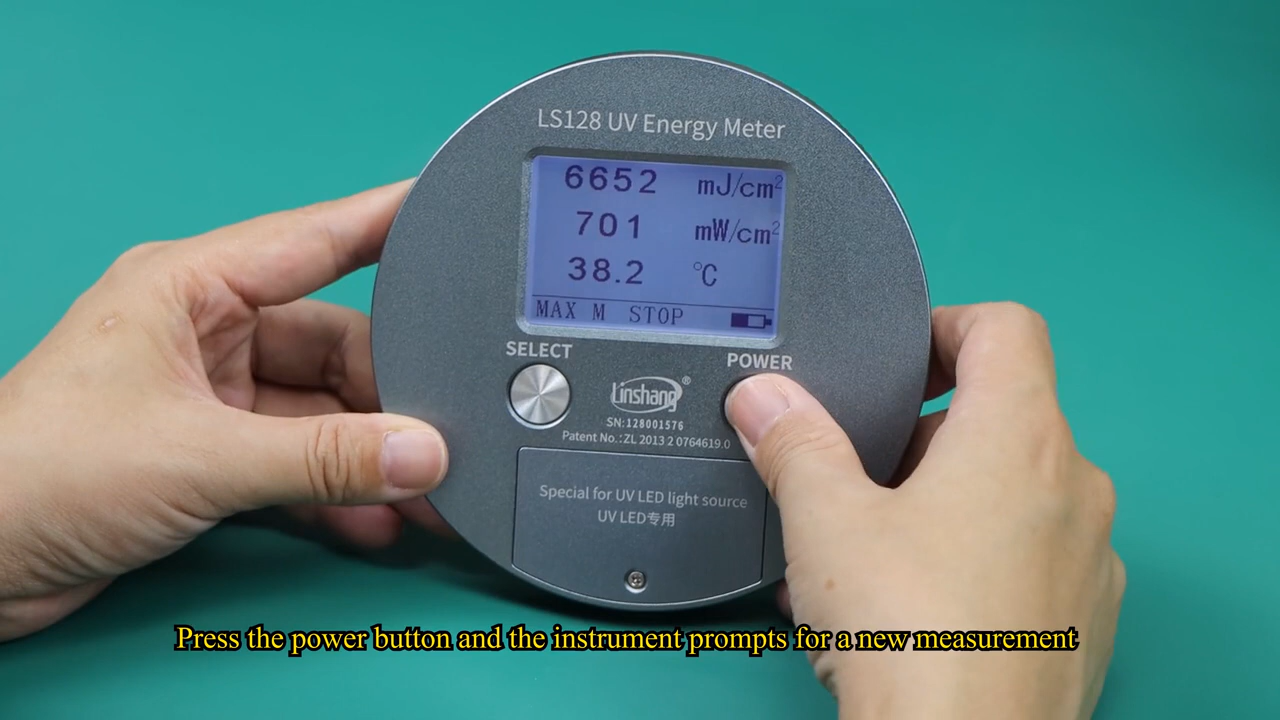 LS128 UV Energy Meter
6652 mJ/cm²
701 mW/cm²
38.2 °C
MAX M STOP
SELECT
POWER
Linshang®
SN:128001576
Patent No.:ZL 2013 2 0764619.0
Special for UV LED light source
UV LED专用
Press the power button and the instrument prompts for a new measurement